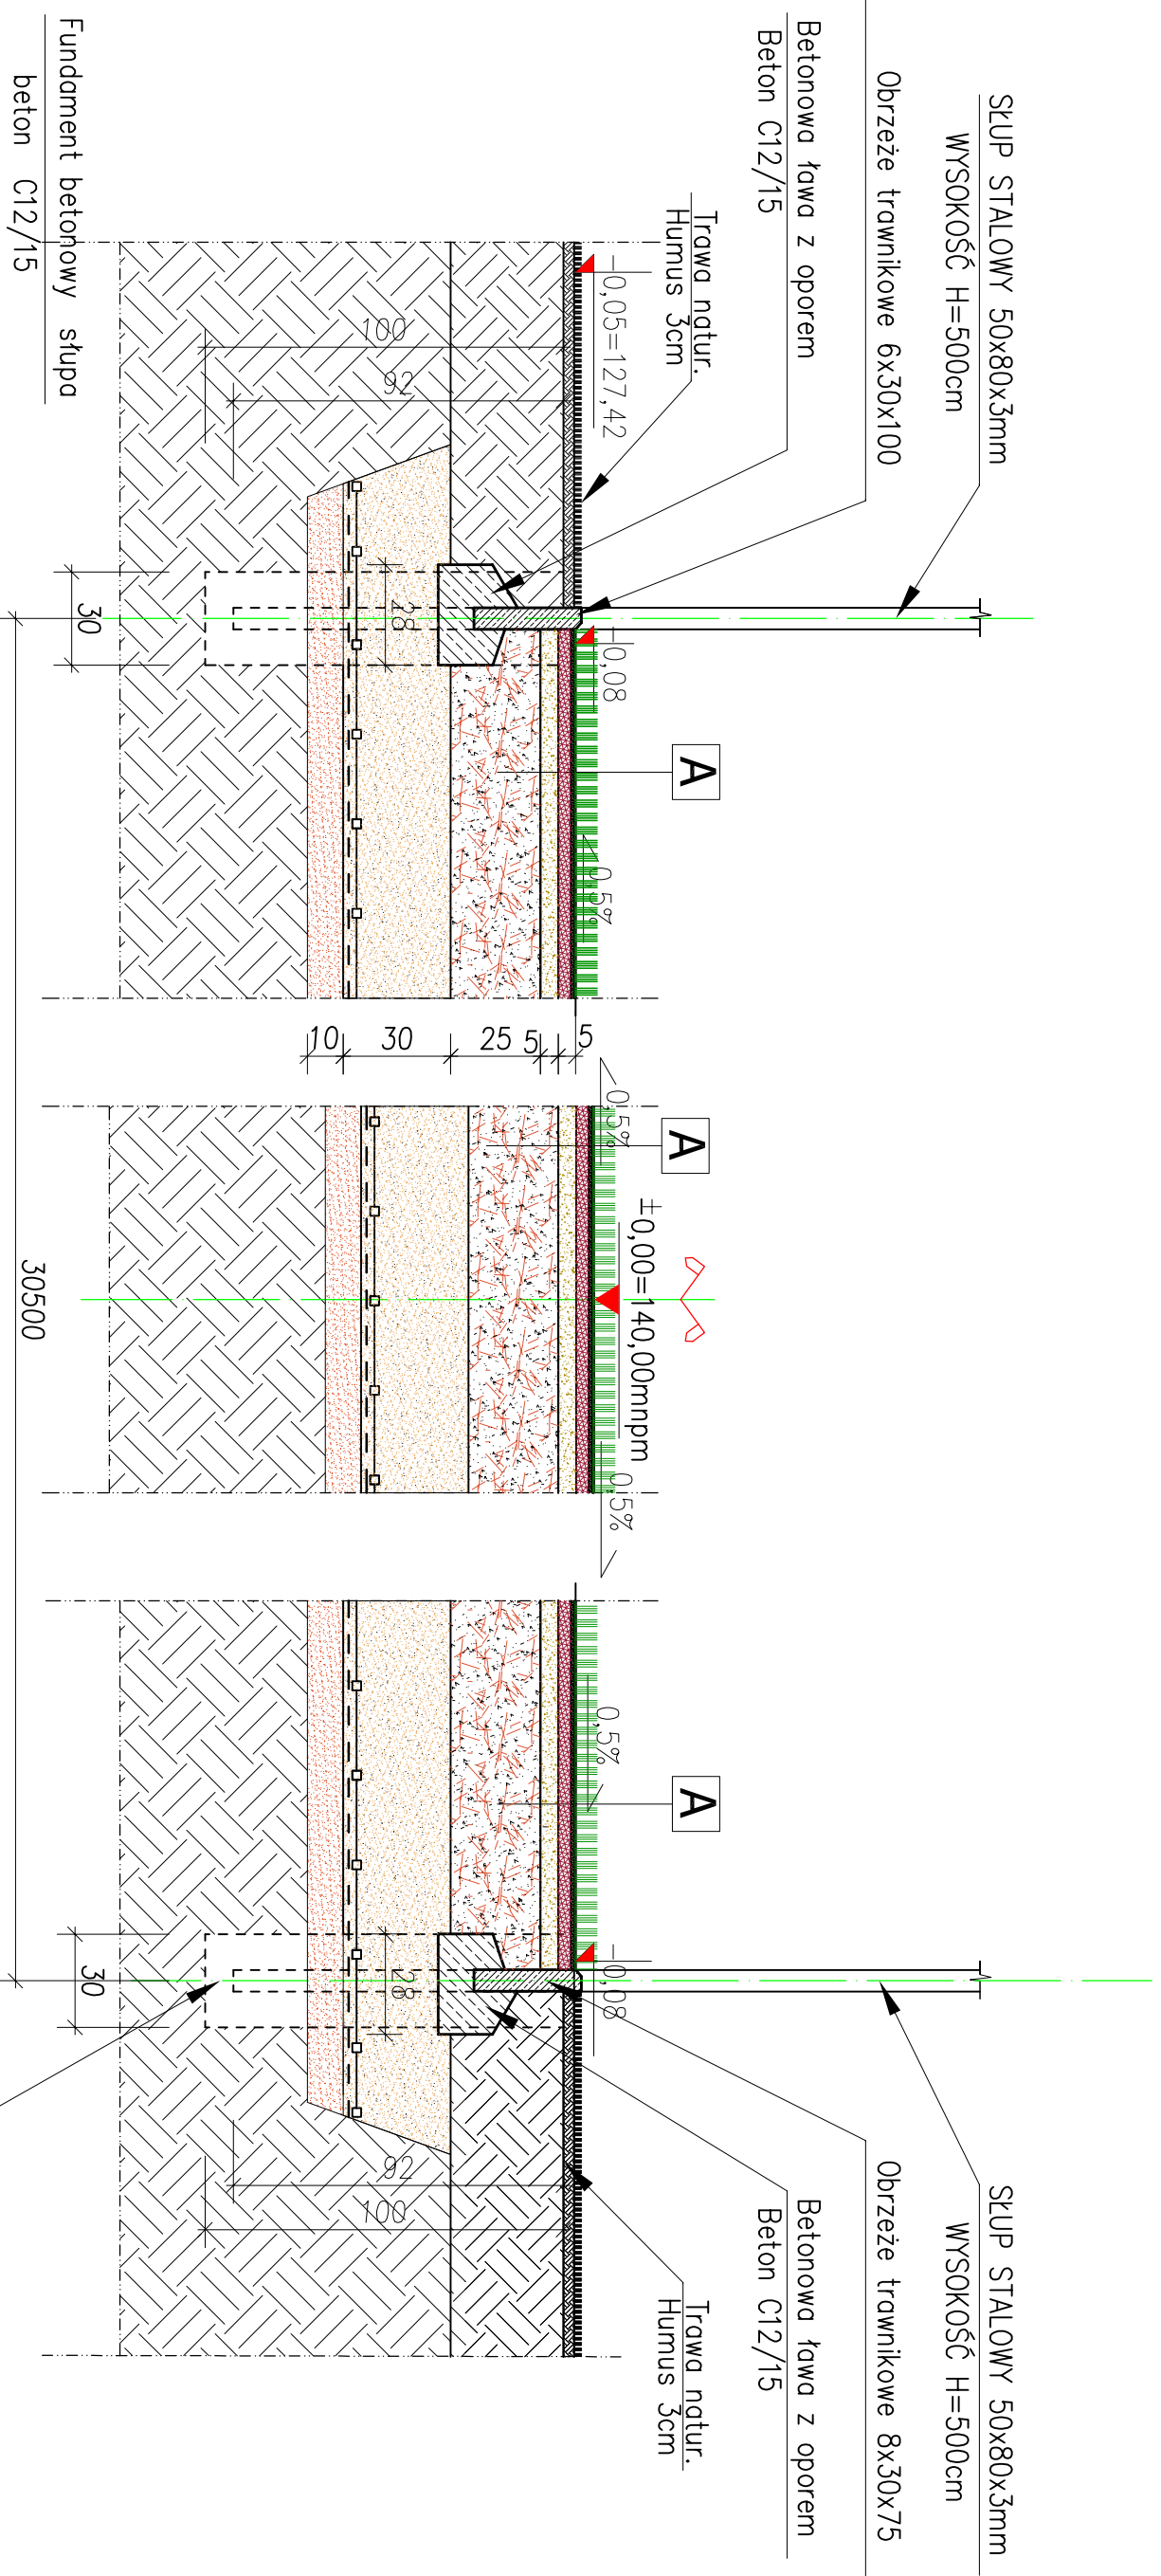 SŁUP STALOWY 50x80x3mm
WYSOKOŚĆ H=500cm
Obrzeże trawnikowe 6x30x100
Betonowa ława z oporem
Beton C12/15
Trawa natur.
Humus 3cm
-0,05=127,42
100
92
28
30
-0,08
A
0,5%
Fundament betonowy słupa
beton C12/15
5
5
25
30
10
0,5%
A
±0,00=140,00mnpm
0,5%
30500
0,5%
A
-0,08
28
30
92
100
SŁUP STALOWY 50x80x3mm
WYSOKOŚĆ H=500cm
Obrzeże trawnikowe 8x30x75
Betonowa ława z oporem
Beton C12/15
Trawa natur.
Humus 3cm